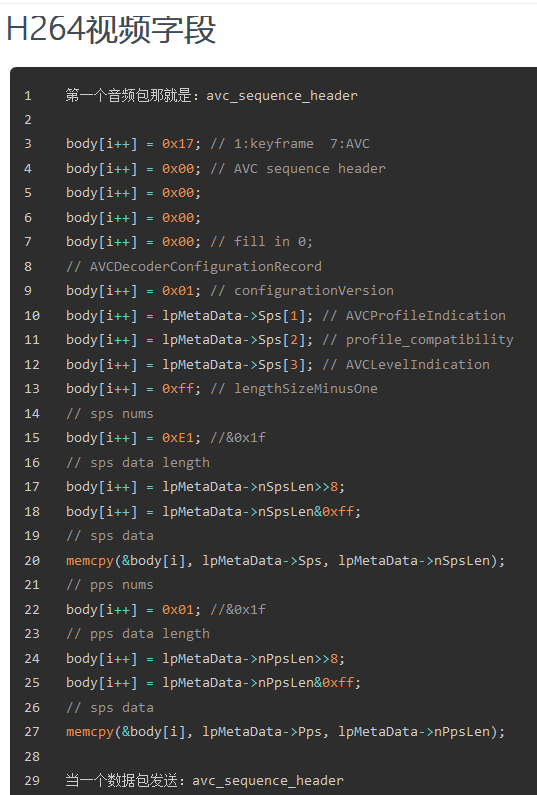 H264视频字段
1 第一个音频包那就是：avc_sequence_header
2
3 body[i++] = 0x17; // 1:keyframe  7:AVC
4 body[i++] = 0x00; // AVC sequence header
5 body[i++] = 0x00;
6 body[i++] = 0x00;
7 body[i++] = 0x00; // fill in 0;
8 // AVCDecoderConfigurationRecord
9 body[i++] = 0x01; // configurationVersion
10 body[i++] = lpMetaData->Sps[1]; // AVCProfileIndication
11 body[i++] = lpMetaData->Sps[2]; // profile_compatibility
12 body[i++] = lpMetaData->Sps[3]; // AVCLevelIndication
13 body[i++] = 0xff; // lengthSizeMinusOne
14 // sps nums
15 body[i++] = 0xE1; //&0x1f
16 // sps data length
17 body[i++] = lpMetaData->nSpsLen>>8;
18 body[i++] = lpMetaData->nSpsLen&0xff;
19 // sps data
20 memcpy(&body[i], lpMetaData->Sps, lpMetaData->nSpsLen);
21 // pps nums
22 body[i++] = 0x01; //&0x1f
23 // pps data length
24 body[i++] = lpMetaData->nPpsLen>>8;
25 body[i++] = lpMetaData->nPpsLen&0xff;
26 // sps data
27 memcpy(&body[i], lpMetaData->Pps, lpMetaData->nPpsLen);
28
29 当一个数据包发送：avc_sequence_header